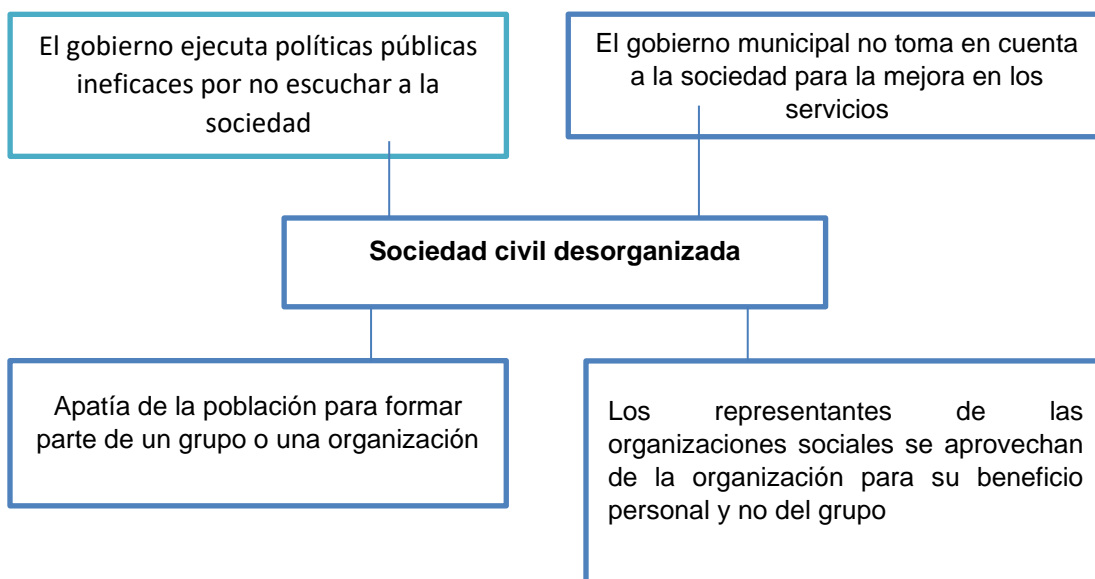 El gobierno ejecuta políticas públicas
ineficaces por no escuchar a la
sociedad
El gobierno municipal no toma en cuenta
a la sociedad para la mejora en los
servicios
Sociedad civil desorganizada
Apatía de la población para formar
parte de un grupo o una organización
Los representantes de las
organizaciones sociales se aprovechan
de la organización para su beneficio
personal y no del grupo